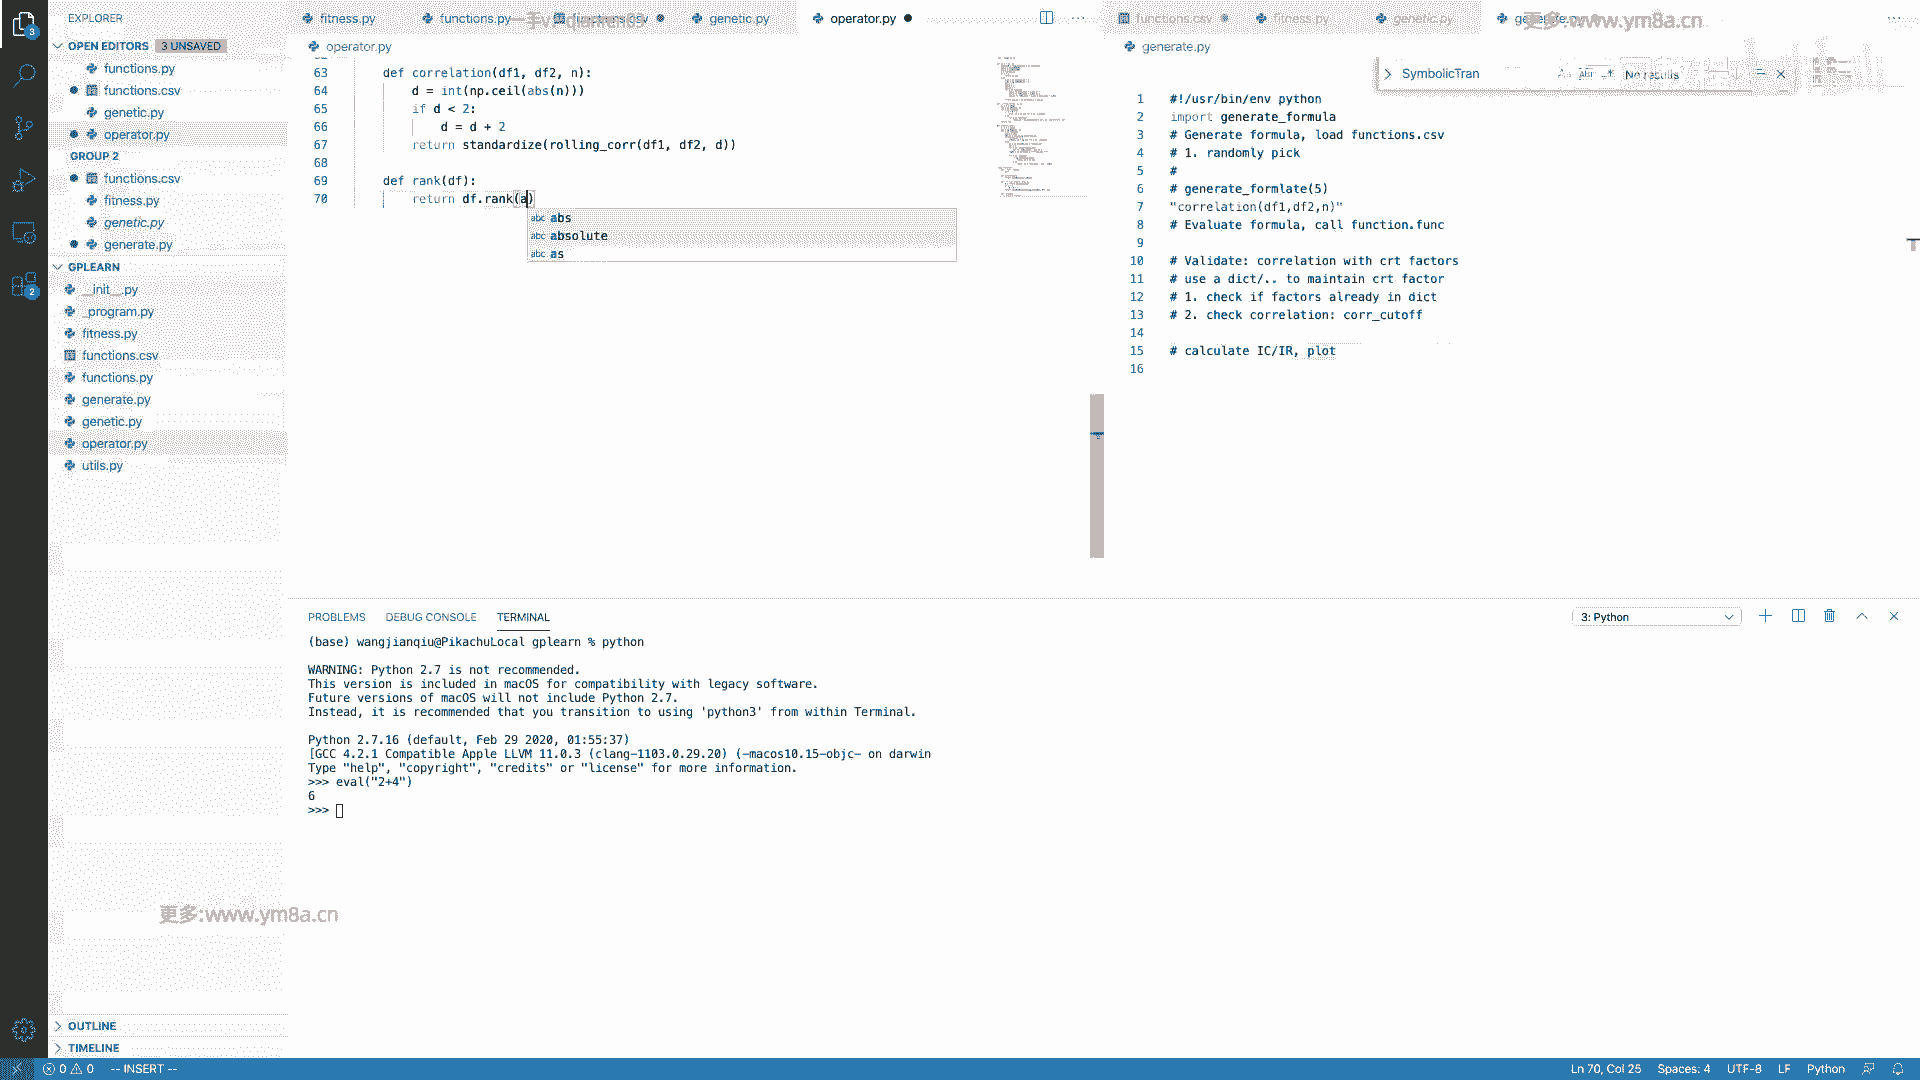 EXPLORER
OPEN EDITORS 3 UNSAVED
functions.py
functions.csv
genetic.py
operator.py
GROUP 2
functions.csv
fitness.py
genetic.py
generate.py
GPLEARN
__init__.py
_program.py
fitness.py
functions.csv
functions.py
generate.py
genetic.py
operator.py
utils.py
OUTLINE
TIMELINE
fitness.py
functions.py
functions.csv
genetic.py
operator.py
operator.py
63 def correlation(df1, df2, n):
64 d = int(np.ceil(abs(n)))
65 if d < 2:
66 d = d + 2
67 return standardize(rolling_corr(df1, df2, d))
68
69 def rank(df):
70 return df.rank(a)
abc abs
abc absolute
abc as
functions.csv
fitness.py
genetic.py
更多:www.ym8a.cn
generate.py
SymbolicTran
No results
1 #!/usr/bin/env python
2 import generate_formula
3 # Generate formula, load functions.csv
4 # 1. randomly pick
5 #
6 # generate_formlate(5)
7 "correlation(df1,df2,n)"
8 # Evaluate formula, call function.func
9
10 # Validate: correlation with crt factors
11 # use a dict/.. to maintain crt factor
12 # 1. check if factors already in dict
13 # 2. check correlation: corr_cutoff
14
15 # calculate IC/IR, plot
16
PROBLEMS DEBUG CONSOLE TERMINAL
3: Python
(base) wangjianqiu@PikachuLocal gplearn % python
WARNING: Python 2.7 is not recommended.
This version is included in macOS for compatibility with legacy software.
Future versions of macOS will not include Python 2.7.
Instead, it is recommended that you transition to using 'python3' from within Terminal.
Python 2.7.16 (default, Feb 29 2020, 01:55:37)
[GCC 4.2.1 Compatible Apple LLVM 11.0.3 (clang-1103.0.29.20) (-macos10.15-objc- on darwin
Type "help", "copyright", "credits" or "license" for more information.
>>> eval("2+4")
6
>>>
更多:www.ym8a.cn
0 0 -- INSERT --
Ln 70, Col 25 Spaces: 4 UTF-8 LF Python